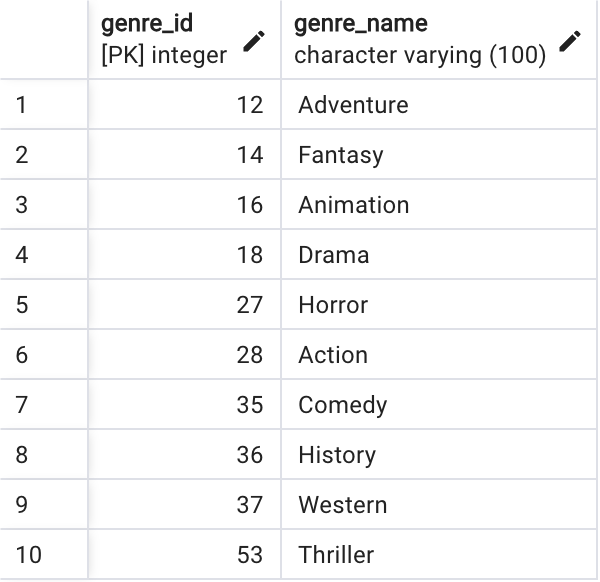 genre_id genre_name
[PK] integer character varying (100)
1 12 Adventure
2 14 Fantasy
3 16 Animation
4 18 Drama
5 27 Horror
6 28 Action
7 35 Comedy
8 36 History
9 37 Western
10 53 Thriller